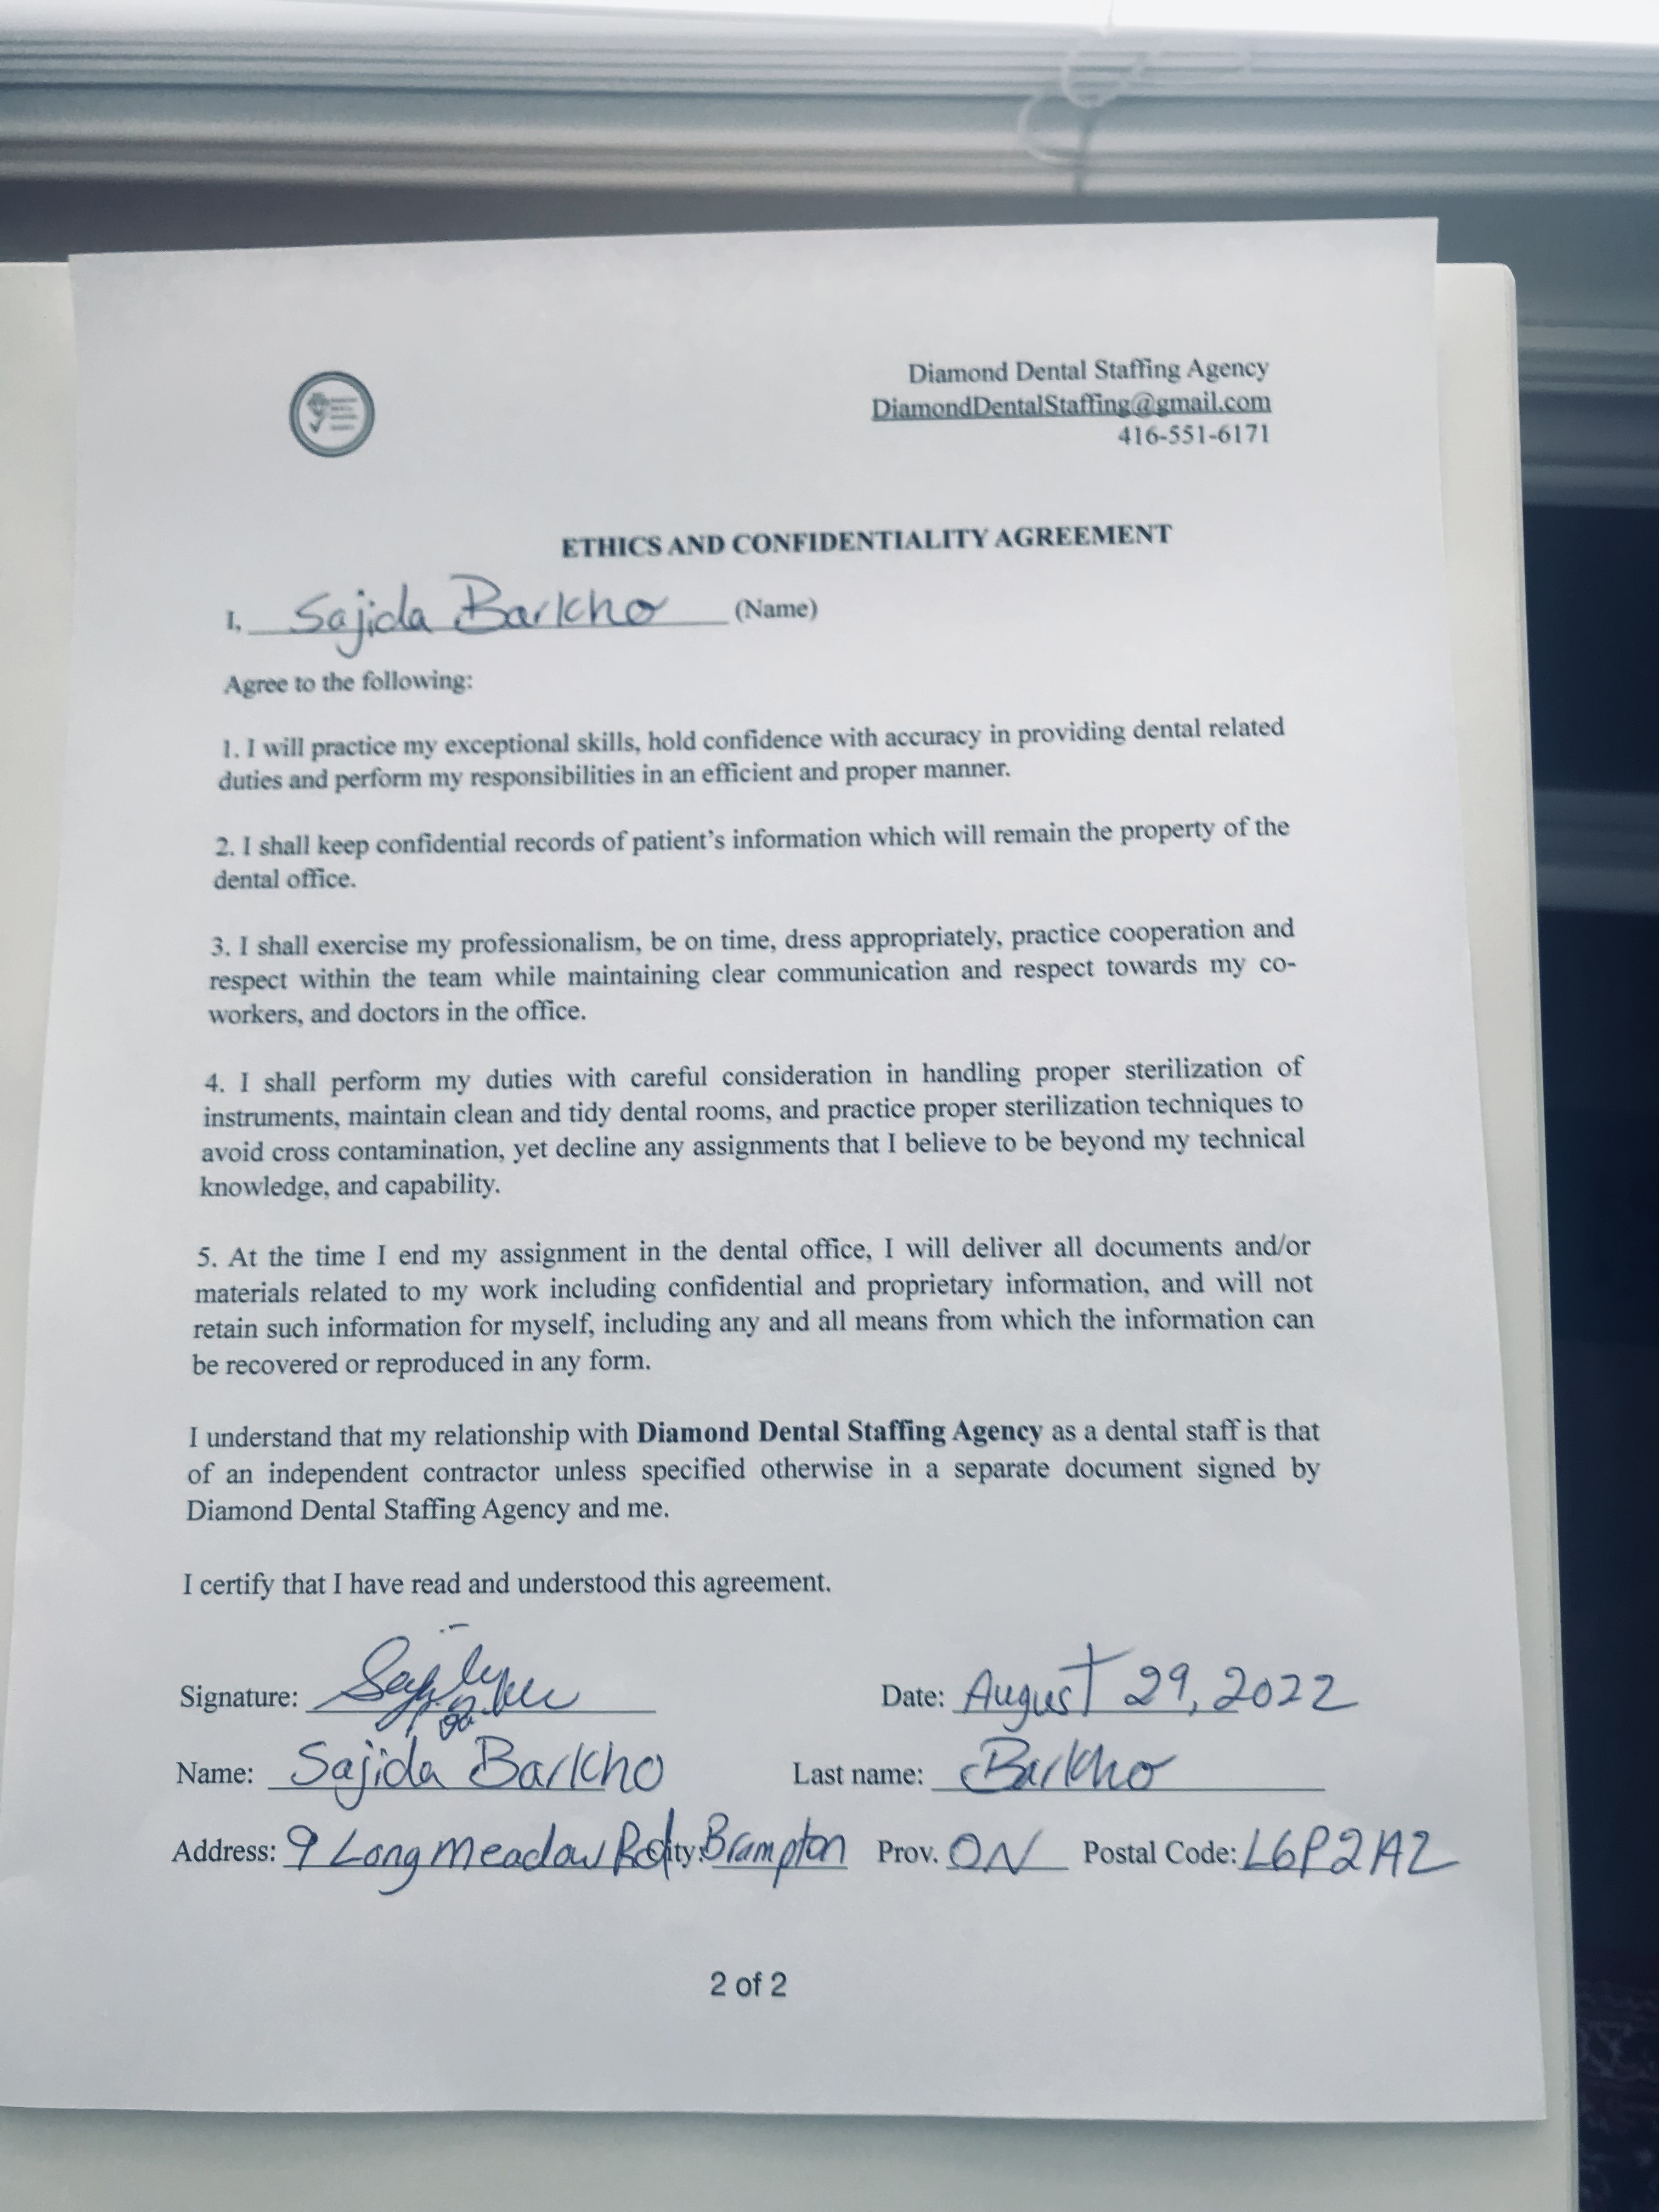 Diamond Dental Staffing Agency
DiamondDentalStaffing@gmail.com
416-551-6171
ETHICS AND CONFIDENTIALITY AGREEMENT
I, Sajida Barkho (Name)
Agree to the following:
1. I will practice my exceptional skills, hold confidence with accuracy in providing dental related
duties and perform my responsibilities in an efficient and proper manner.
2. I shall keep confidential records of patient's information which will remain the property of the
dental office.
3. I shall exercise my professionalism, be on time, dress appropriately, practice cooperation and
respect within the team while maintaining clear communication and respect towards my co-
workers, and doctors in the office.
4. I shall perform my duties with careful consideration in handling proper sterilization of
instruments, maintain clean and tidy dental rooms, and practice proper sterilization techniques to
avoid cross contamination, yet decline any assignments that I believe to be beyond my technical
knowledge, and capability.
5. At the time I end my assignment in the dental office, I will deliver all documents and/or
materials related to my work including confidential and proprietary information, and will not
retain such information for myself, including any and all means from which the information can
be recovered or reproduced in any form.
I understand that my relationship with Diamond Dental Staffing Agency as a dental staff is that
of an independent contractor unless specified otherwise in a separate document signed by
Diamond Dental Staffing Agency and me.
I certify that I have read and understood this agreement.
Signature: Date: August 29, 2022
Name: Sajida Barkho Last name: Barkho
Address: 9 Long Meadow Rd City: Brampton Prov. ON Postal Code: L6P2A2
2 of 2